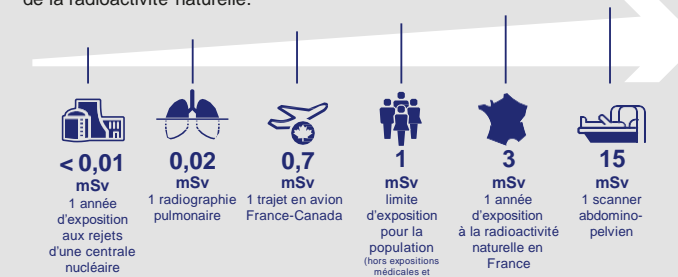 de la radioactivité naturelle.
< 0,01
mSv
1 année
d'exposition
aux rejets
d'une centrale
nucléaire
0,02
mSv
1 radiographie
pulmonaire
0,7
mSv
1 trajet en avion
France-Canada
1
mSv
limite
d'exposition
pour la
population
(hors expositions
médicales et
3
mSv
1 année
d'exposition
à la radioactivité
naturelle en
France
15
mSv
1 scanner
abdomino-
pelvien